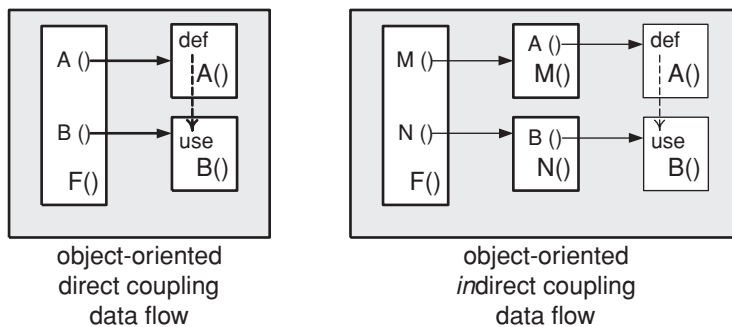 A ()
B ()
F()
def
A()
use
B()
object-oriented
direct coupling
data flow
M ()
N ()
F()
A ()
M()
B ()
N()
def
A()
use
B()
object-oriented
indirect coupling
data flow